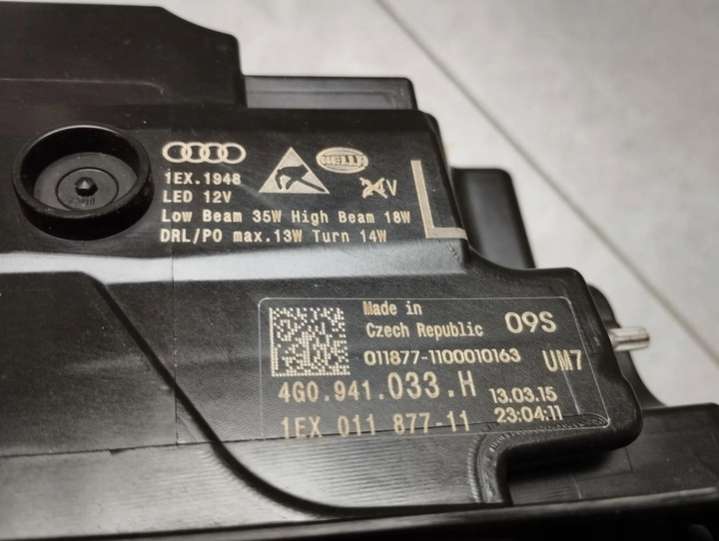 HELLA
1EX.1948
LED 12V
24V
Low Beam 35W High Beam 18W
DRL/PO max.13W Turn 14W
L
Made in
Czech Republic
09S
011877-1100010163
UM7
4G0.941.033.H
13.03.15
1EX 011 877-11
23:04:11